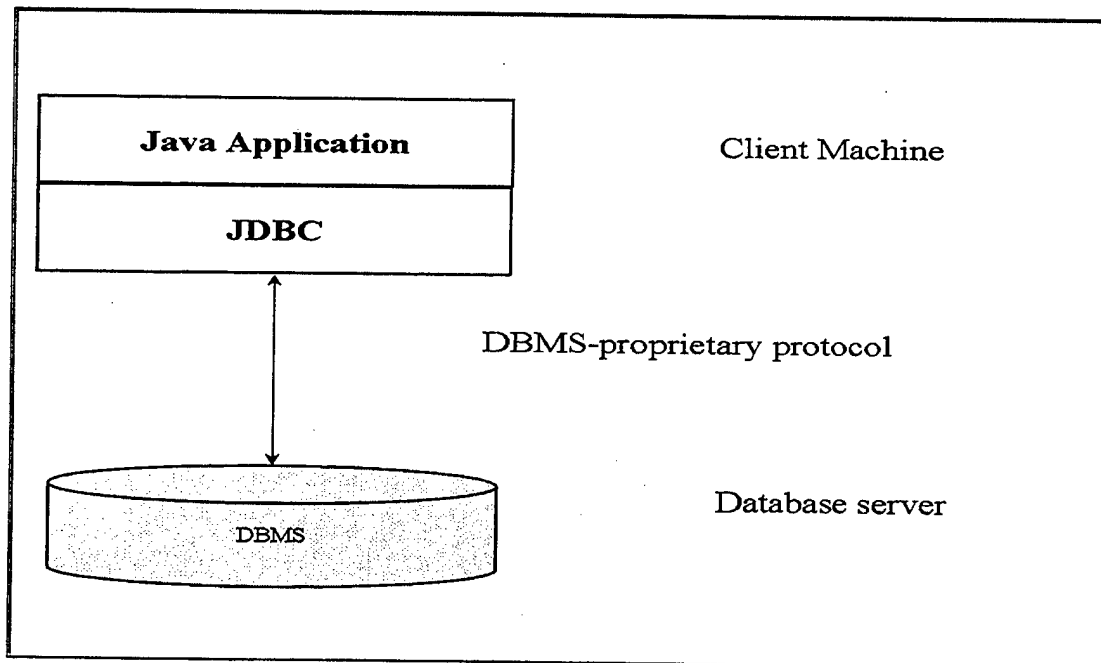 Java Application
Client Machine
JDBC
DBMS-proprietary protocol
Database server
DBMS